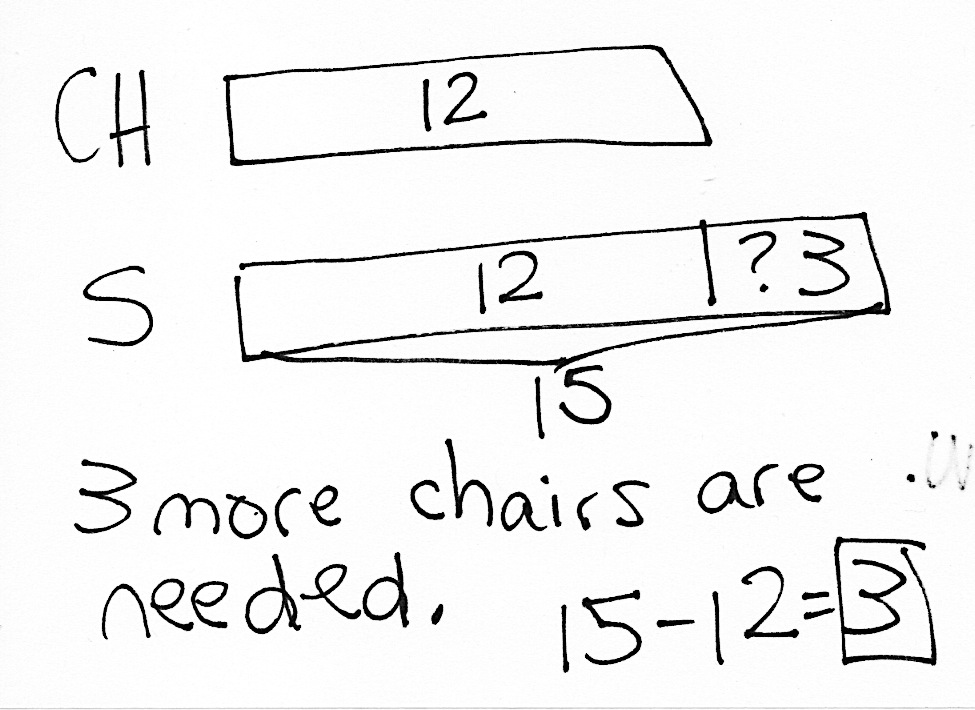 CH 12
S 12 ? 3
15
3 more chairs are
needed. 15-12=3